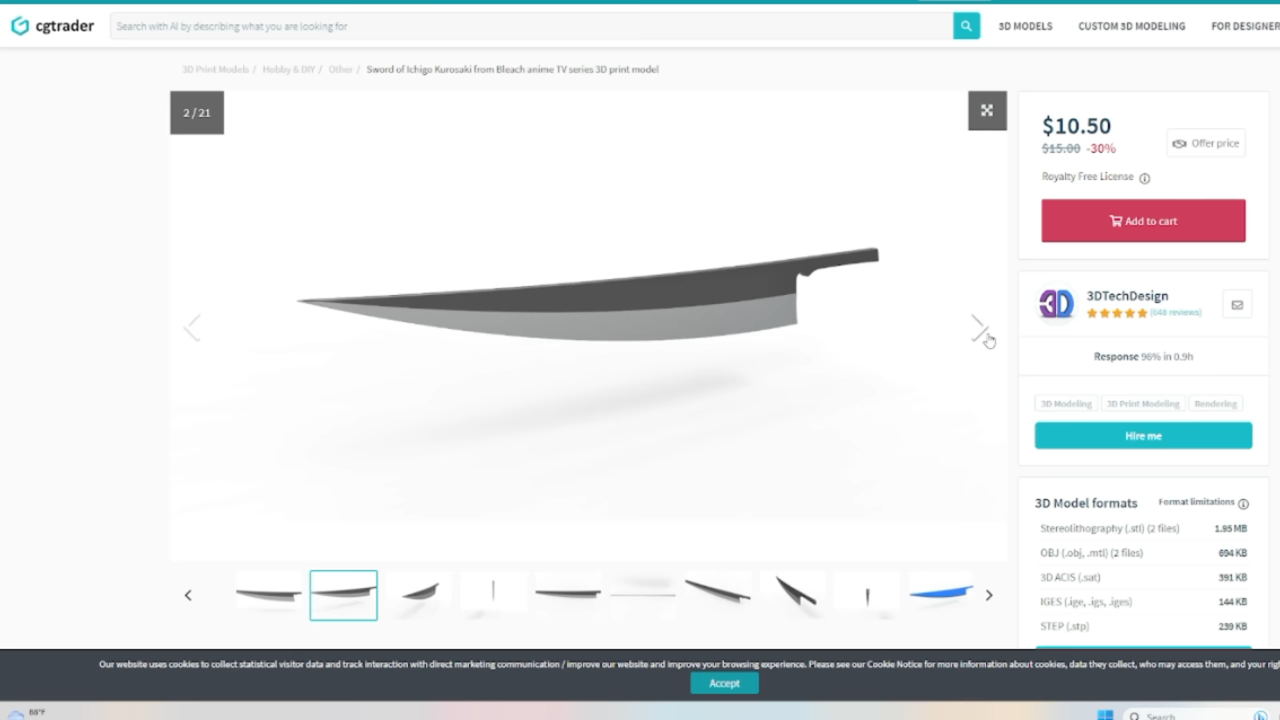 cgtrader
Search with AI by describing what you are looking for
3D MODELS
CUSTOM 3D MODELING
FOR DESIGNER
3D Print Models / Hobby & DIY / Other / Sword of Ichigo Kurosaki from Bleach anime TV series 3D print model
2 / 21
$10.50
$15.00 -30%
Offer price
Royalty Free License
Add to cart
3D
3DTechDesign
(648 reviews)
Response 96% in 0.9h
3D Modeling
3D Print Modeling
Rendering
Hire me
3D Model formats
Format limitations
Stereolithography (.stl) (2 files) 1.95 MB
OBJ (.obj, .mtl) (2 files) 694 KB
3D ACIS (.sat) 391 KB
IGES (.ige, .igs, .iges) 144 KB
STEP (.stp) 239 KB
Our website uses cookies to collect statistical visitor data and track interaction with direct marketing communication / improve our website and improve your browsing experience. Please see our Cookie Notice for more information about cookies, data they collect, who may access them, and your
Accept
88°F
Search